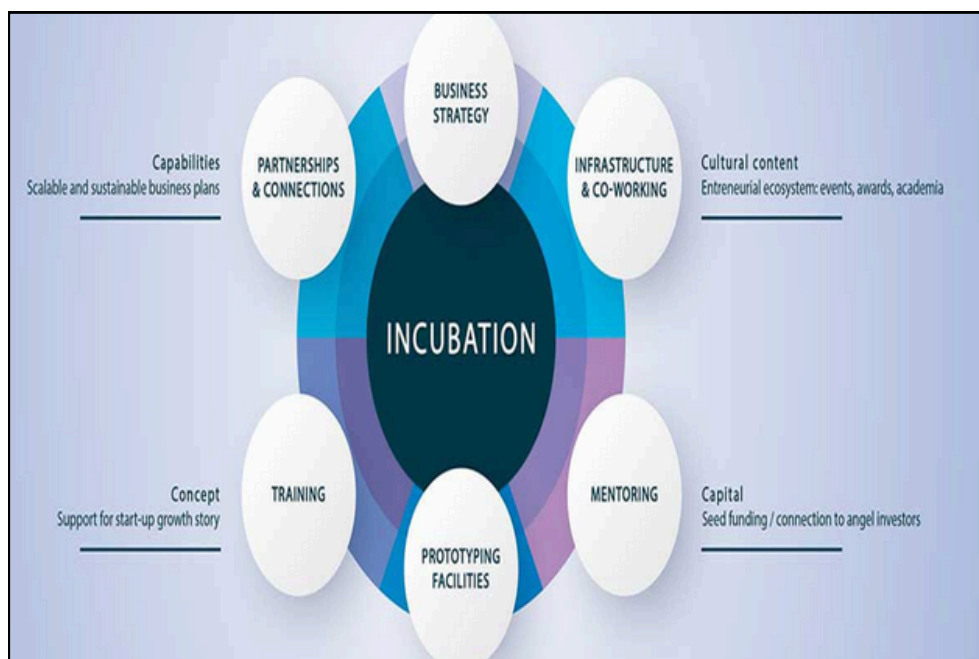 BUSINESS
STRATEGY
PARTNERSHIPS
& CONNECTIONS
INFRASTRUCTURE
& CO-WORKING
Capabilities
Scalable and sustainable business plans
Cultural content
Entreneurial ecosystem: events, awards, academia
INCUBATION
TRAINING
MENTORING
Concept
Support for start-up growth story
Capital
Seed funding / connection to angel investors
PROTOTYPING
FACILITIES